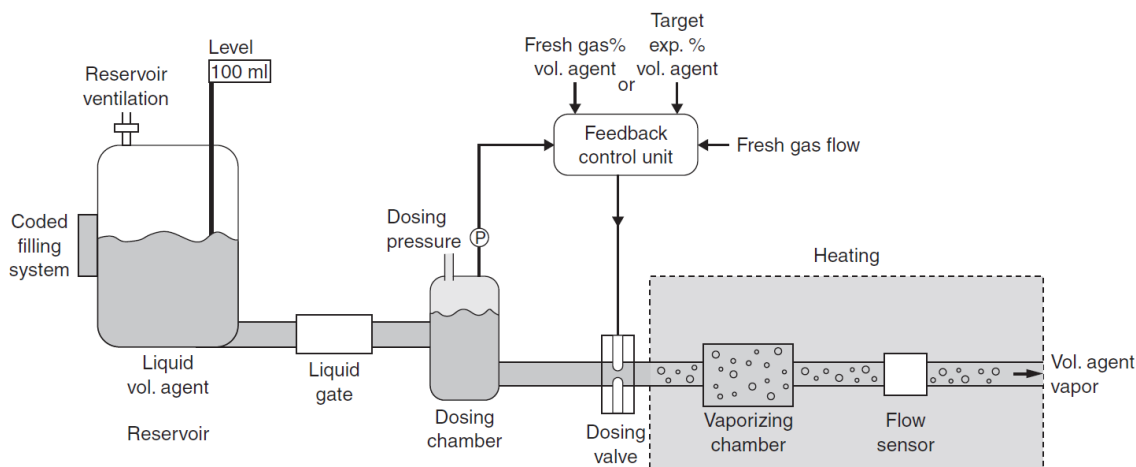 Level
100 ml
Reservoir
ventilation
Coded
filling
system
Liquid
vol. agent
Reservoir
Liquid
gate
Dosing
pressure
P
Dosing
chamber
Fresh gas%
vol. agent
or
Target
exp. %
vol. agent
Feedback
control unit
Fresh gas flow
Dosing
valve
Heating
Vaporizing
chamber
Flow
sensor
Vol. agent
vapor